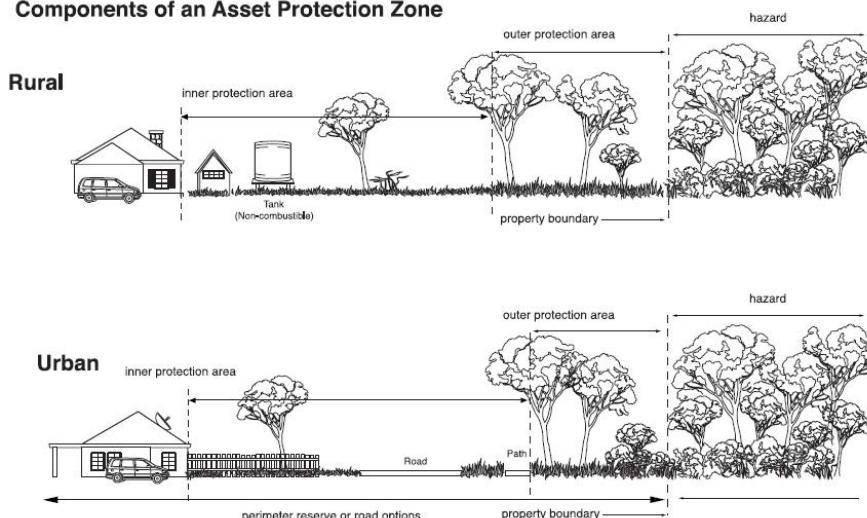 Components of an Asset Protection Zone
hazard
outer protection area
Rural
inner protection area
Tank
(Non-combustible)
property boundary
hazard
outer protection area
Urban
inner protection area
Road
Path
perimeter reserve or road options
property boundary